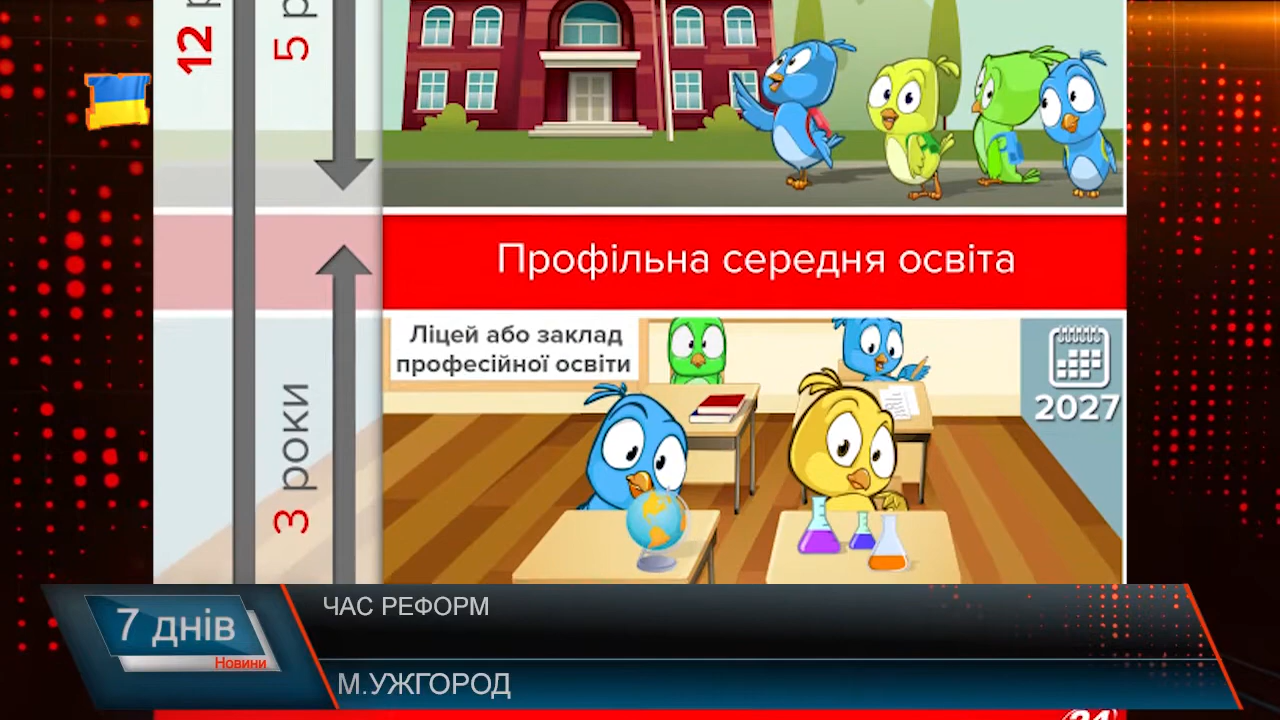 12 р
5 р
Профільна середня освіта
Ліцей або заклад
професійної освіти
2027
3 роки
7 днів
Новини
ЧАС РЕФОРМ
М.УЖГОРОД
24